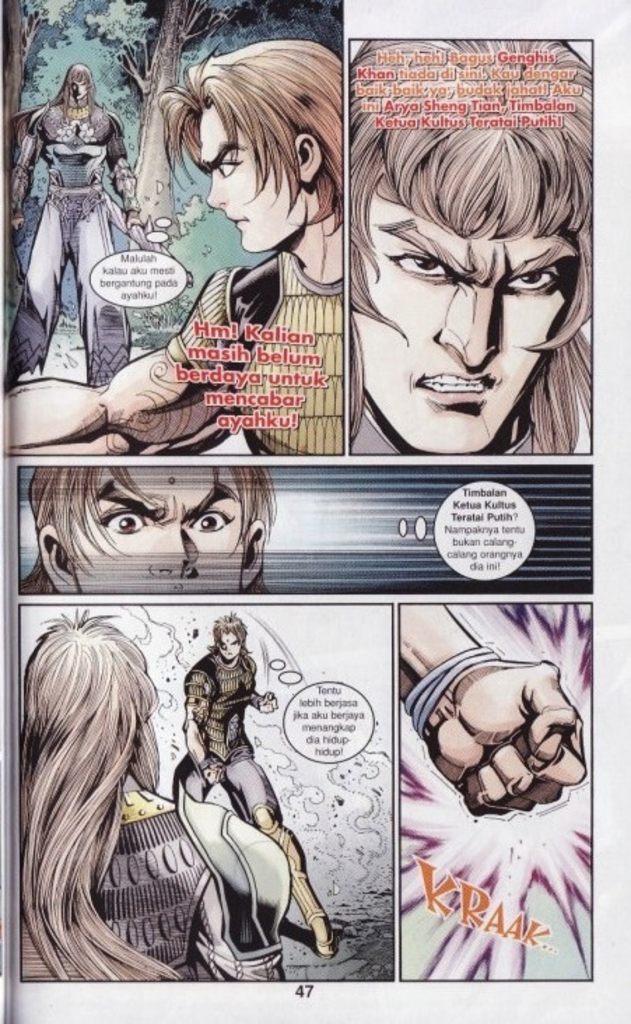 Malulah
kalau aku mesti
bergantung pada
ayahku!
Hm! Kalian
masih belum
berdaya untuk
mencabar
ayahku!
Heh, heh! Bagus Genghis
Khan tiada di sini. Kau dengar
baik-baik ya, budak jahat! Aku
ini Arya Sheng Tian, Timbalan
Ketua Kultus Teratai Putih!
Timbalan
Ketua Kultus
Teratai Putih?
Nampaknya tentu
bukan calang-
calang orangnya
dia ini!
Tentu
lebih berjasa
jika aku berjaya
menangkap
dia hidup-
hidup!
KRAAK...
47